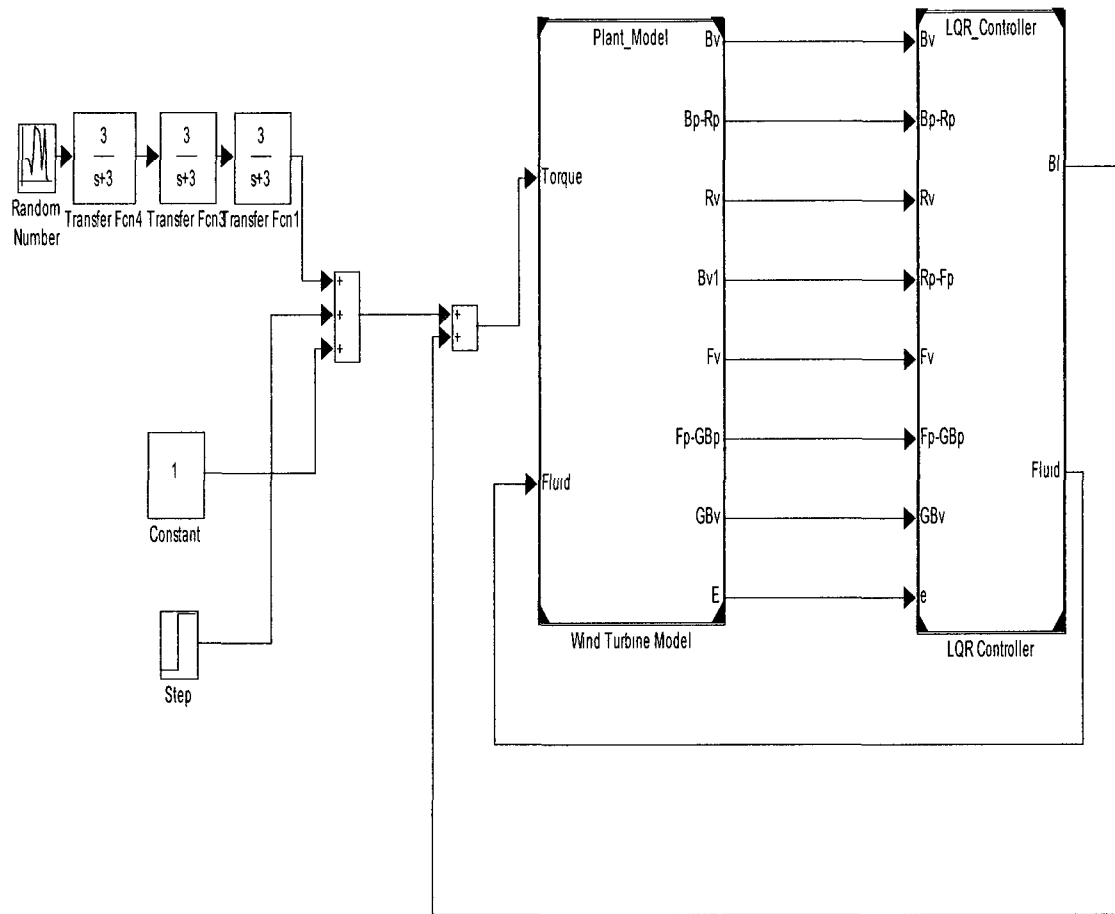 Random
Number
3
s+3
Transfer Fcn4
3
s+3
Transfer Fcn3
3
s+3
Transfer Fcn1
+
+
+
1
Constant
Step
+
+
Plant_Model
Torque
Fluid
Bv
Bp-Rp
Rv
Bv1
Fv
Fp-GBp
GBv
E
Wind Turbine Model
LQR_Controller
Bv
Bp-Rp
Rv
Rp-Fp
Fv
Fp-GBp
GBv
e
Bl
Fluid
LQR Controller